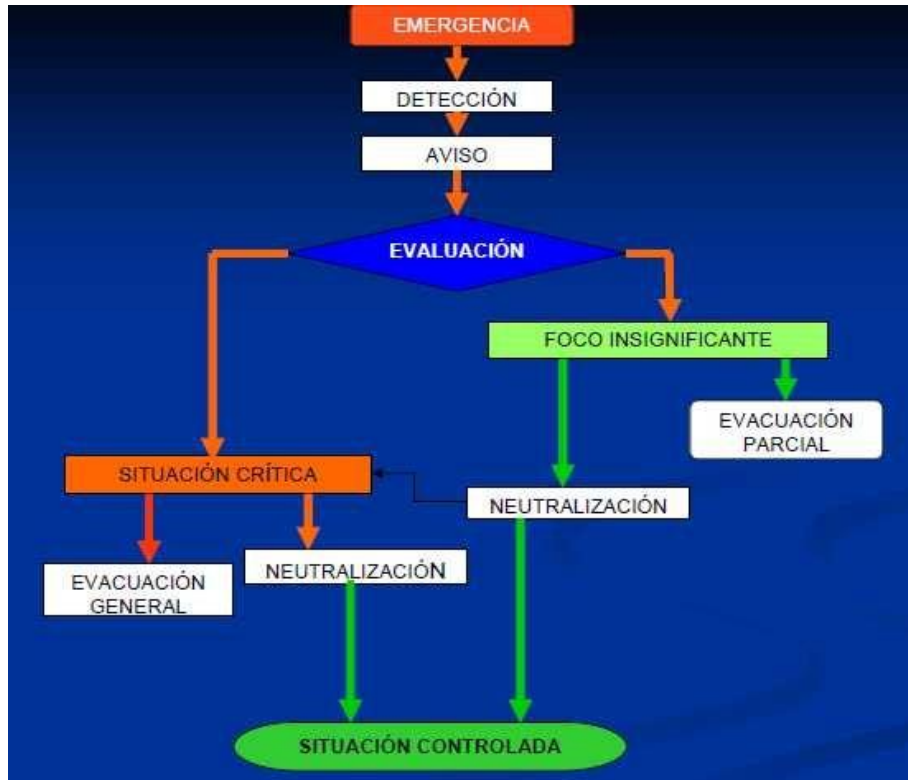 EMERGENCIA
DETECCIÓN
AVISO
EVALUACIÓN
FOCO INSIGNIFICANTE
EVACUACIÓN
PARCIAL
SITUACIÓN CRÍTICA
NEUTRALIZACIÓN
NEUTRALIZACIÓN
EVACUACIÓN
GENERAL
SITUACIÓN CONTROLADA